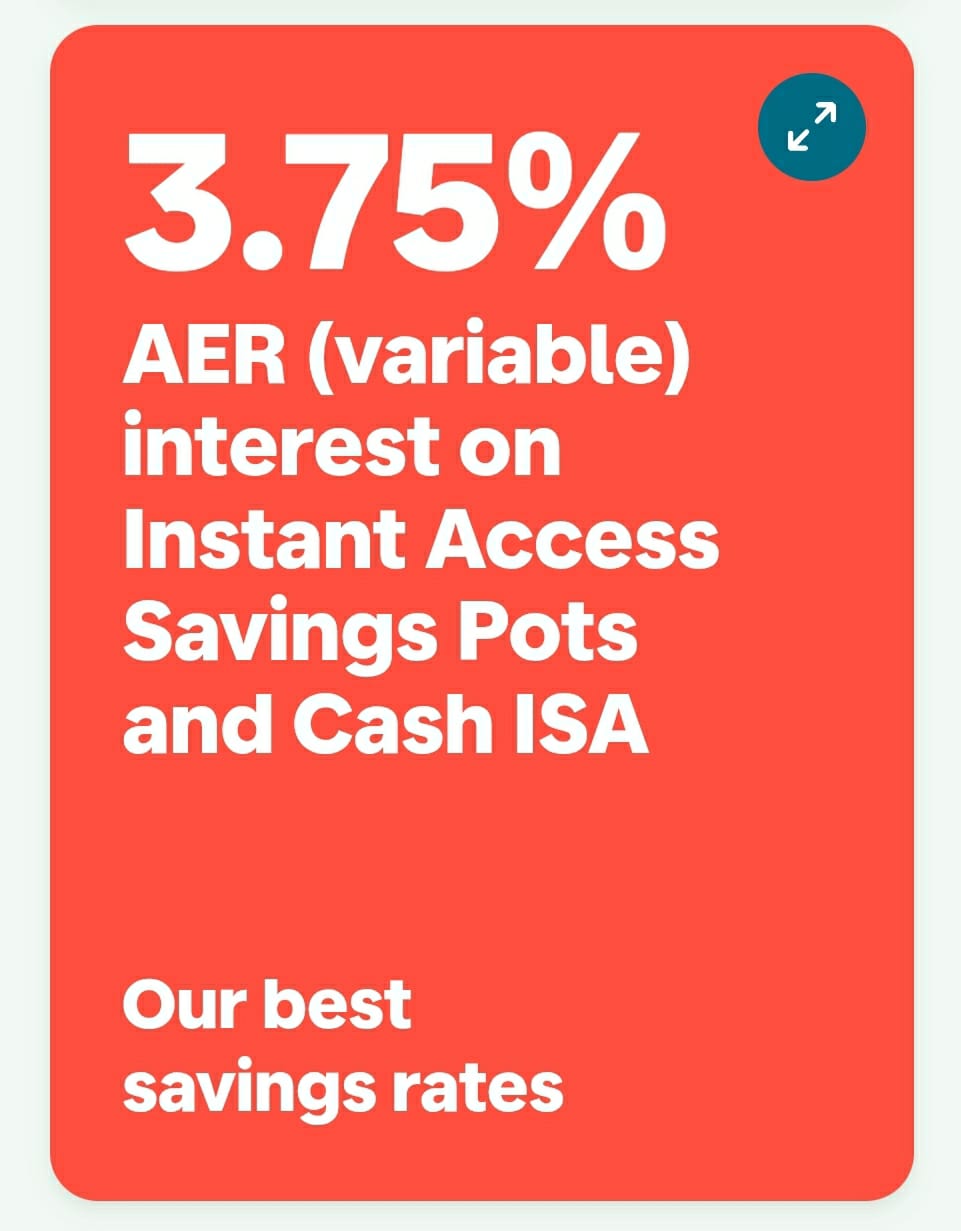 3.75%
AER (variable)
interest on
Instant Access
Savings Pots
and Cash ISA
Our best
savings rates